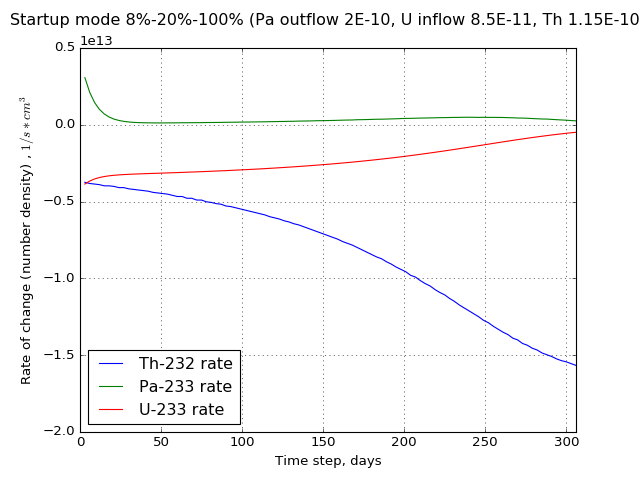 Startup mode 8%-20%-100% (Pa outflow 2E-10, U inflow 8.5E-11, Th 1.15E-10
1e13
0.5
0.0
−0.5
−1.0
−1.5
−2.0
Rate of change (number density) , 1/s * cm³
Th-232 rate
Pa-233 rate
U-233 rate
0 50 100 150 200 250 300
Time step, days